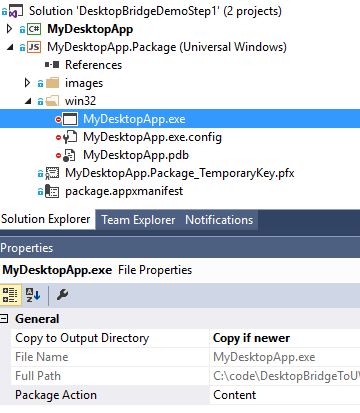 Solution 'DesktopBridgeDemoStep1' (2 projects)
C# MyDesktopApp
JS MyDesktopApp.Package (Universal Windows)
References
images
win32
MyDesktopApp.exe
MyDesktopApp.exe.config
MyDesktopApp.pdb
MyDesktopApp.Package_TemporaryKey.pfx
package.appxmanifest
Solution Explorer Team Explorer Notifications
Properties
MyDesktopApp.exe File Properties
General
Copy to Output Directory Copy if newer
File Name MyDesktopApp.exe
Full Path C:\code\DesktopBridgeToU
Package Action Content